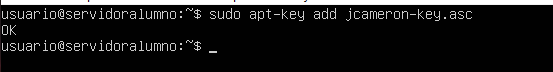 usuario@servidoralumno:~$ sudo apt-key add jcameron-key.asc
OK
usuario@servidoralumno:~$ _